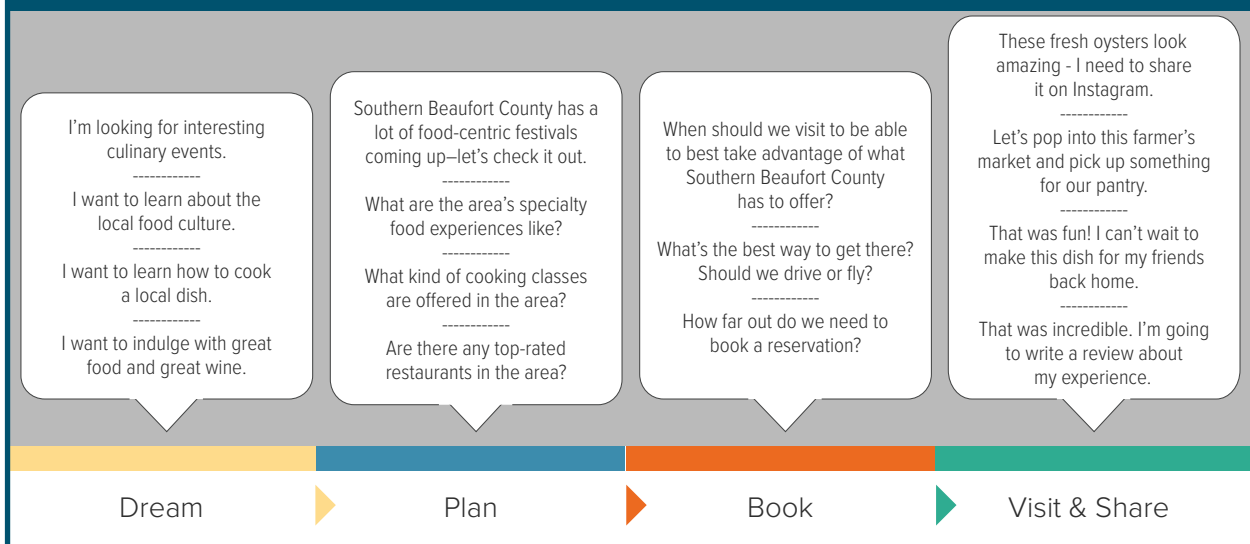 I'm looking for interesting
culinary events.
------------
I want to learn about the
local food culture.
------------
I want to learn how to cook
a local dish.
------------
I want to indulge with great
food and great wine.
Southern Beaufort County has a
lot of food-centric festivals
coming up–let's check it out.
------------
What are the area's specialty
food experiences like?
------------
What kind of cooking classes
are offered in the area?
------------
Are there any top-rated
restaurants in the area?
When should we visit to be able
to best take advantage of what
Southern Beaufort County
has to offer?
------------
What's the best way to get there?
Should we drive or fly?
------------
How far out do we need to
book a reservation?
These fresh oysters look
amazing - I need to share
it on Instagram.
------------
Let's pop into this farmer's
market and pick up something
for our pantry.
------------
That was fun! I can't wait to
make this dish for my friends
back home.
------------
That was incredible. I'm going
to write a review about
my experience.
Dream
Plan
Book
Visit & Share